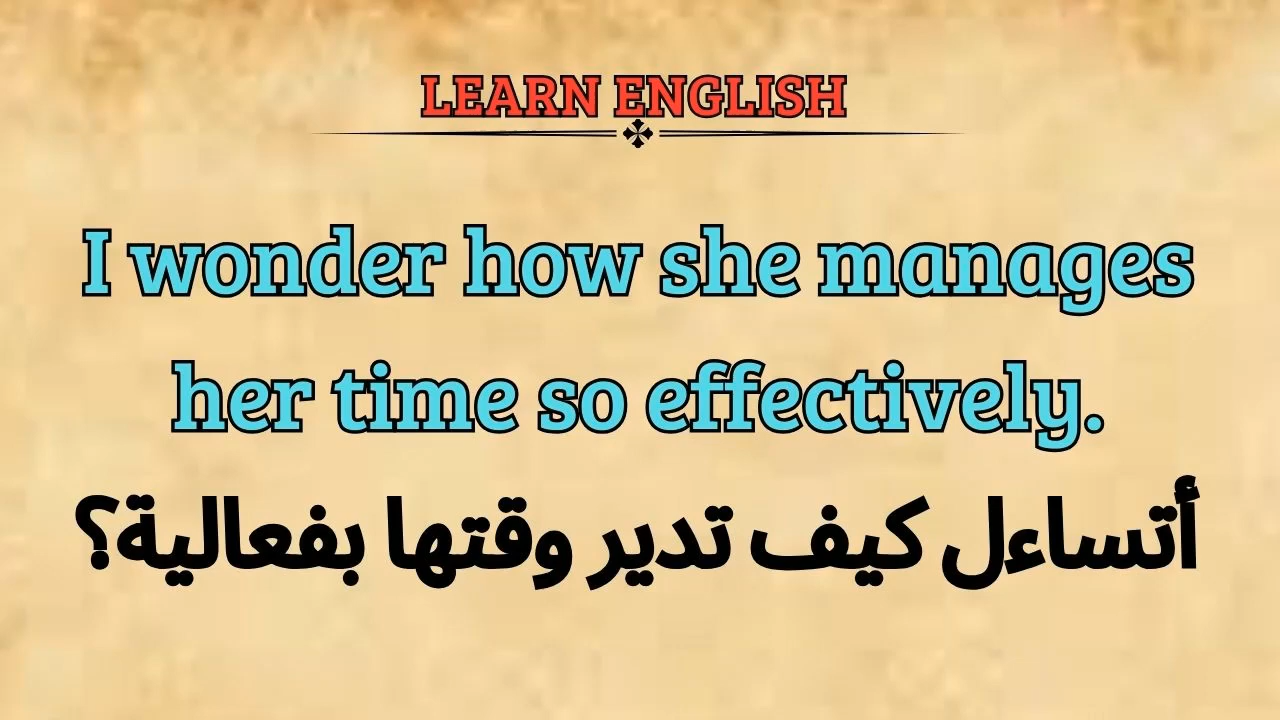 LEARN ENGLISH
I wonder how she manages
her time so effectively.
أتساءل كيف تدير وقتها بفعالية؟